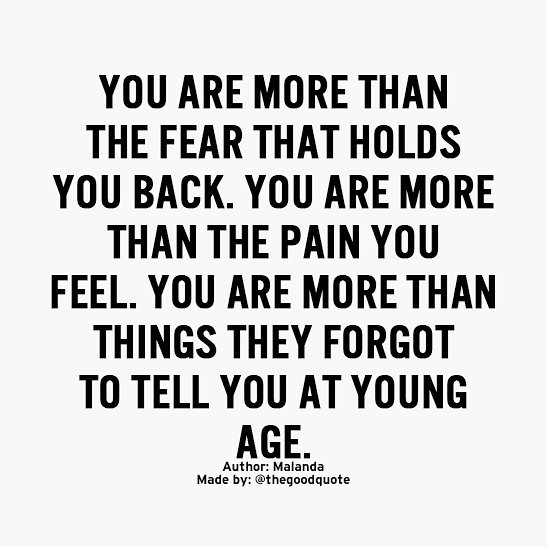 YOU ARE MORE THAN
THE FEAR THAT HOLDS
YOU BACK. YOU ARE MORE
THAN THE PAIN YOU
FEEL. YOU ARE MORE THAN
THINGS THEY FORGOT
TO TELL YOU AT YOUNG
AGE.
Author: Malanda
Made by: @thegoodquote